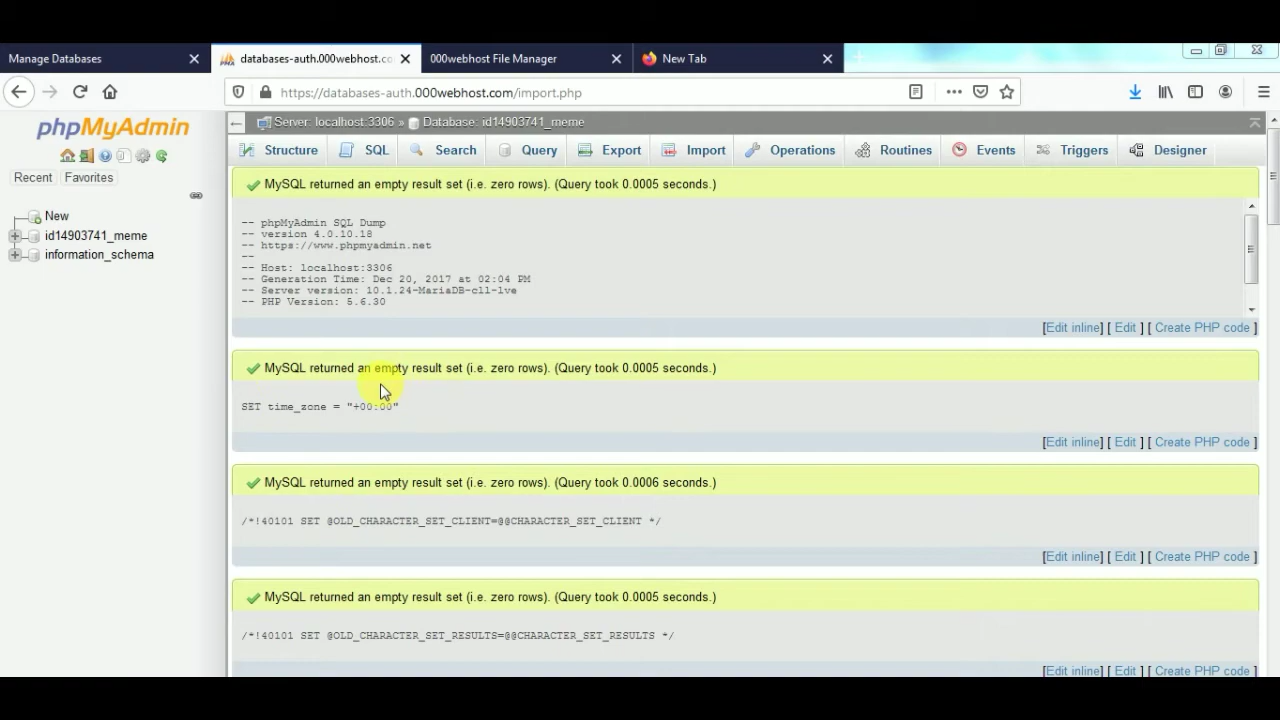 Manage Databases
databases-auth.000webhost.co
000webhost File Manager
New Tab
https://databases-auth.000webhost.com/import.php
phpMyAdmin
Server: localhost:3306 » Database: id14903741_meme
Structure SQL Search Query Export Import Operations Routines Events Triggers Designer
Recent Favorites
New
id14903741_meme
information_schema
MySQL returned an empty result set (i.e. zero rows). (Query took 0.0005 seconds.)
-- phpMyAdmin SQL Dump
-- version 4.0.10.18
-- https://www.phpmyadmin.net
--
-- Host: localhost:3306
-- Generation Time: Dec 20, 2017 at 02:04 PM
-- Server version: 10.1.24-MariaDB-cll-lve
-- PHP Version: 5.6.30
[Edit inline] [ Edit ] [ Create PHP code ]
MySQL returned an empty result set (i.e. zero rows). (Query took 0.0005 seconds.)
SET time_zone = "+00:00"
[Edit inline] [ Edit ] [ Create PHP code ]
MySQL returned an empty result set (i.e. zero rows). (Query took 0.0006 seconds.)
/*!40101 SET @OLD_CHARACTER_SET_CLIENT=@@CHARACTER_SET_CLIENT */
[Edit inline] [ Edit ] [ Create PHP code ]
MySQL returned an empty result set (i.e. zero rows). (Query took 0.0005 seconds.)
/*!40101 SET @OLD_CHARACTER_SET_RESULTS=@@CHARACTER_SET_RESULTS */
[Edit inline] [ Edit ] [ Create PHP code ]